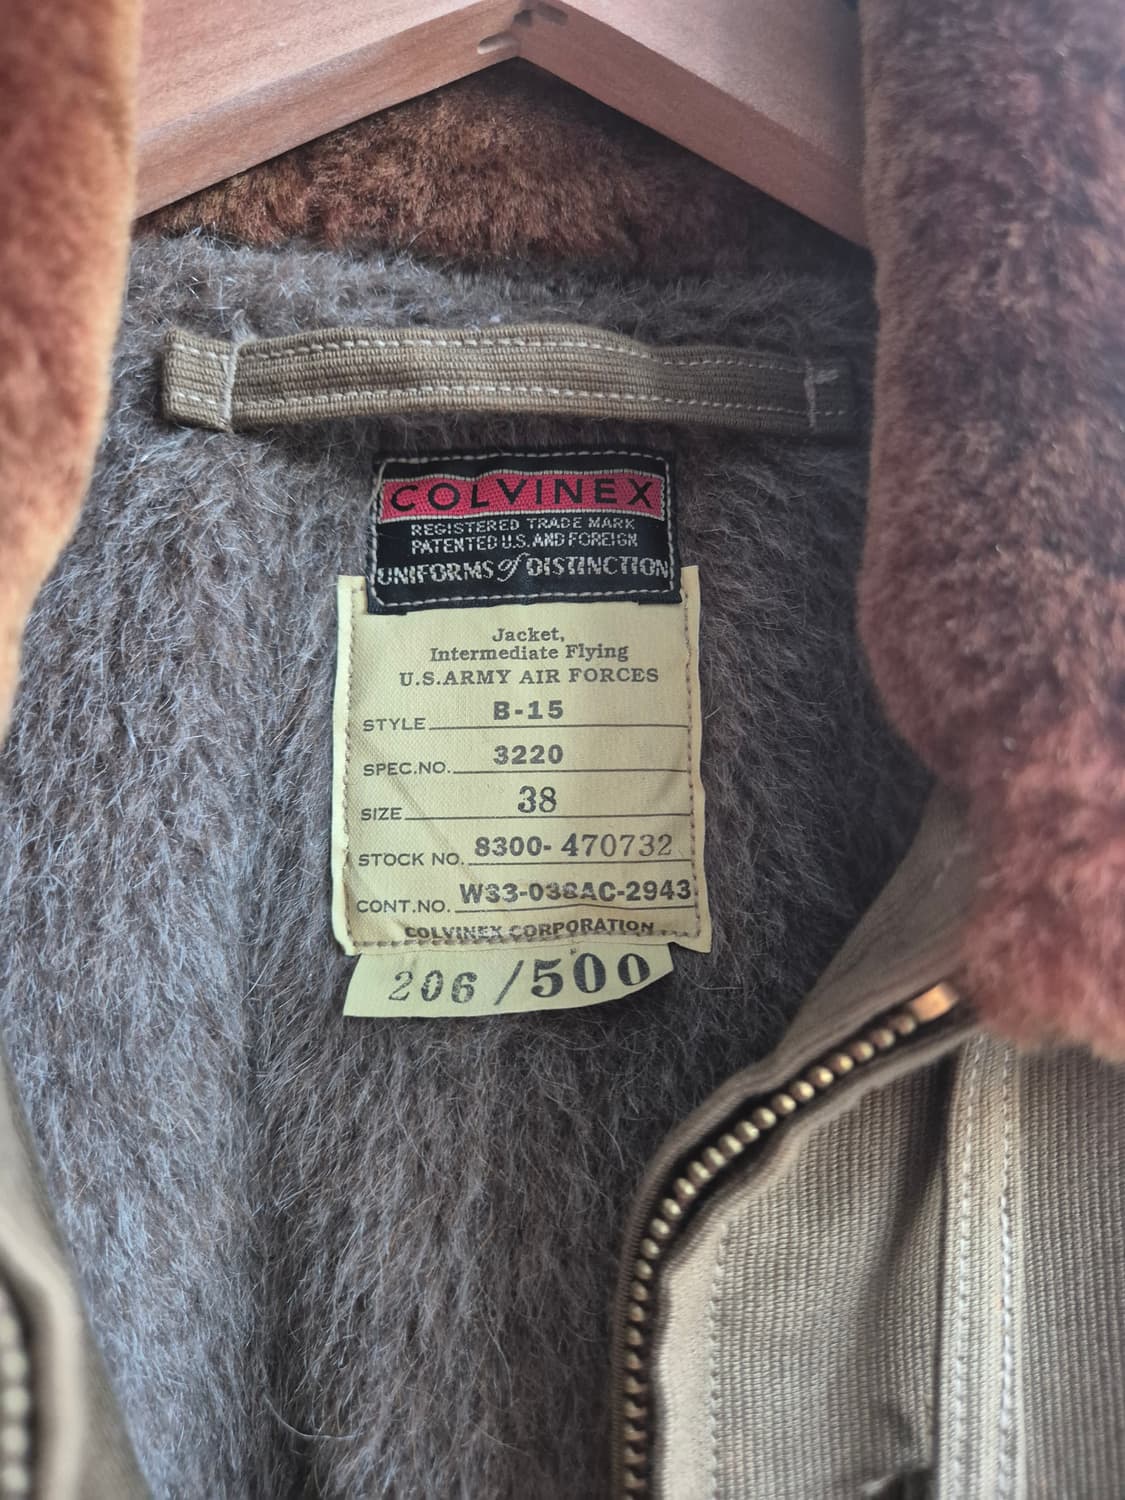 COLVINEX
REGISTERED TRADE MARK
PATENTED U.S. AND FOREIGN
UNIFORMS of DISTINCTION
Jacket,
Intermediate Flying
U.S.ARMY AIR FORCES
STYLE B-15
SPEC.NO. 3220
SIZE 38
STOCK NO. 8300- 470732
CONT.NO. W33-038AC-2943
COLVINEX CORPORATION
206 /500